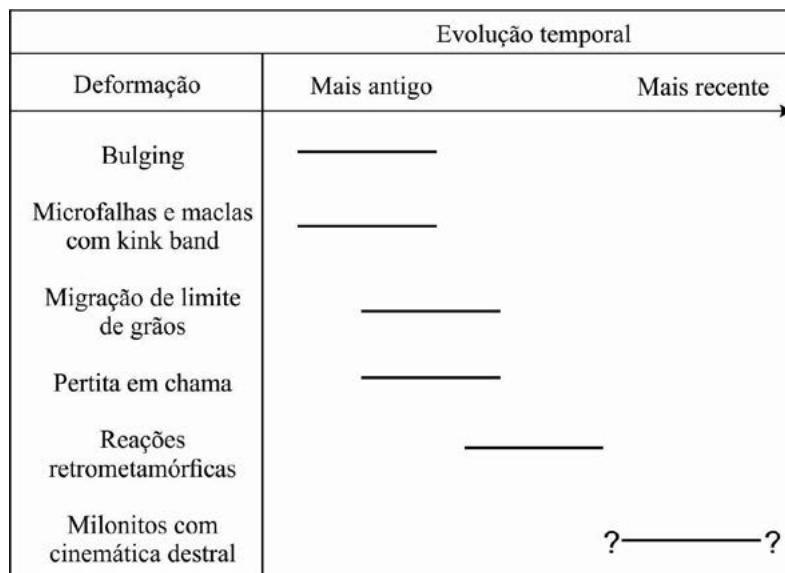 Evolução temporal
Deformação
Mais antigo
Mais recente
Bulging
Microfalhas e maclas
com kink band
Migração de limite
de grãos
Pertita em chama
Reações
retrometamórficas
Milonitos com
cinemática destral
? ?